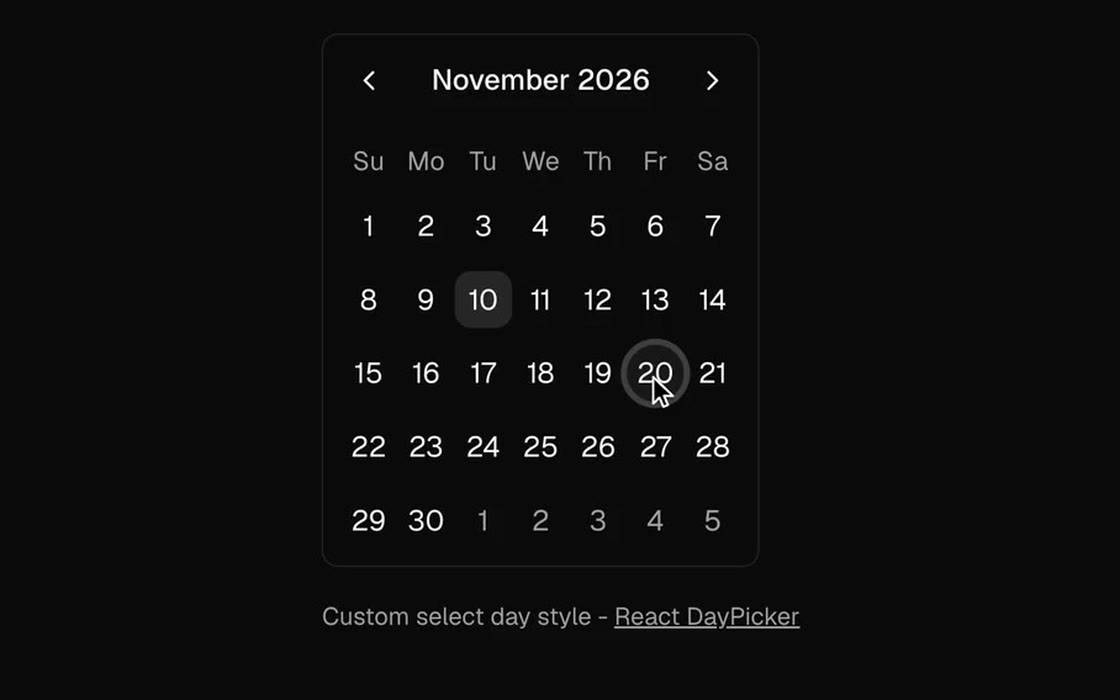 November 2026
Su Mo Tu We Th Fr Sa
1 2 3 4 5 6 7
8 9 10 11 12 13 14
15 16 17 18 19 20 21
22 23 24 25 26 27 28
29 30 1 2 3 4 5
Custom select day style - React DayPicker